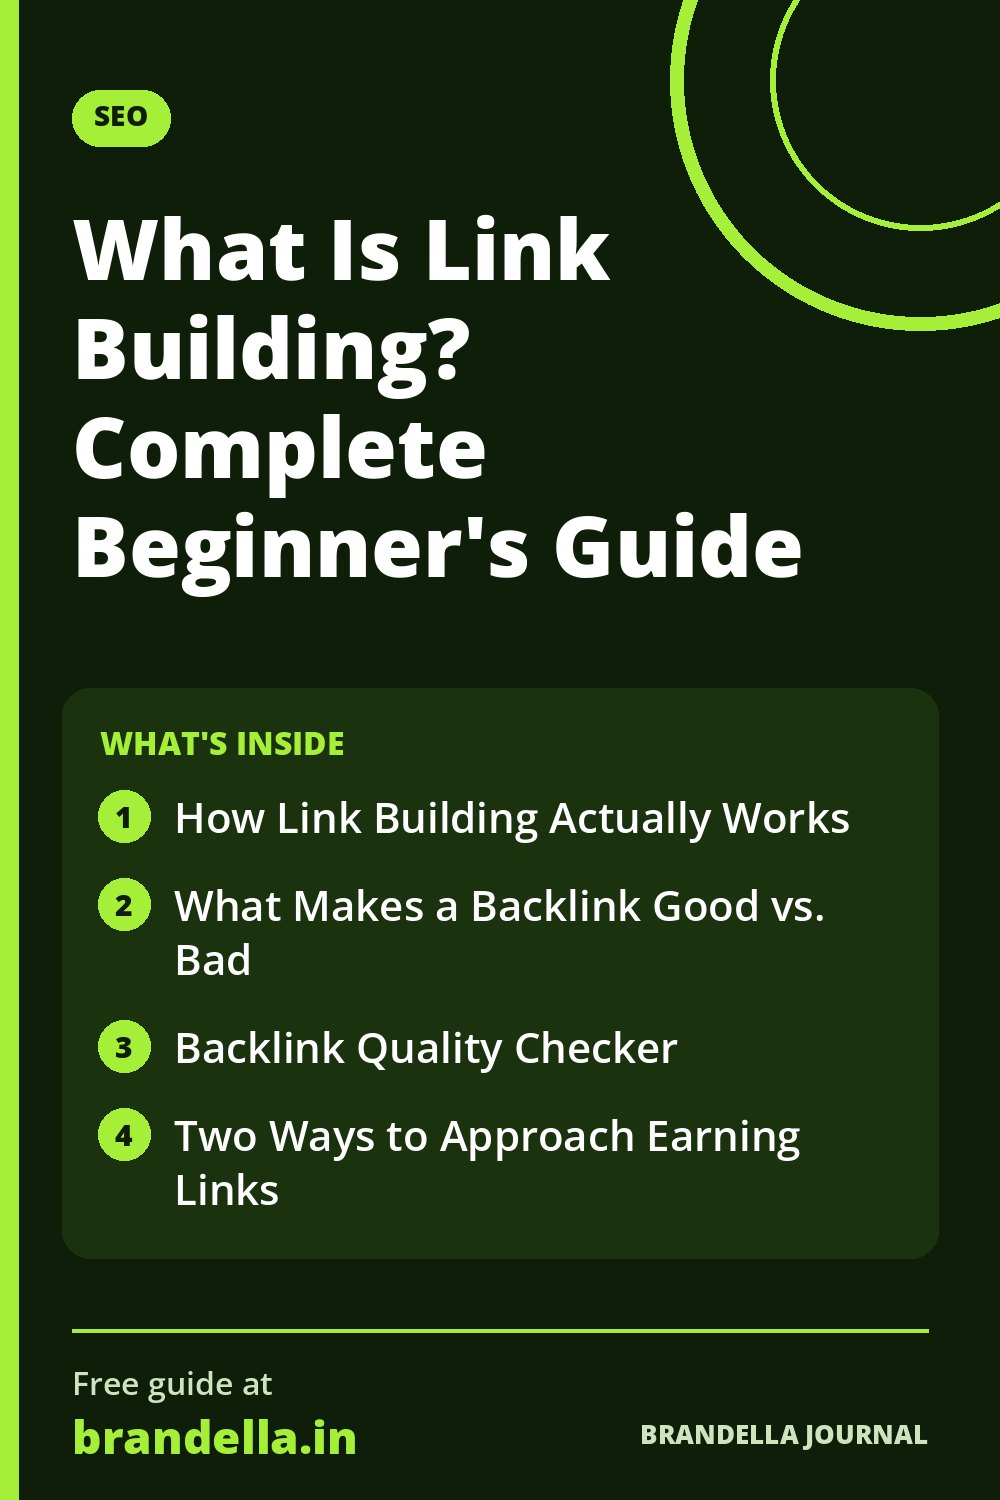 SEO
What Is Link
Building?
Complete
Beginner's Guide
WHAT'S INSIDE
1 How Link Building Actually Works
2 What Makes a Backlink Good vs.
Bad
3 Backlink Quality Checker
4 Two Ways to Approach Earning
Links
Free guide at
brandella.in
BRANDELLA JOURNAL